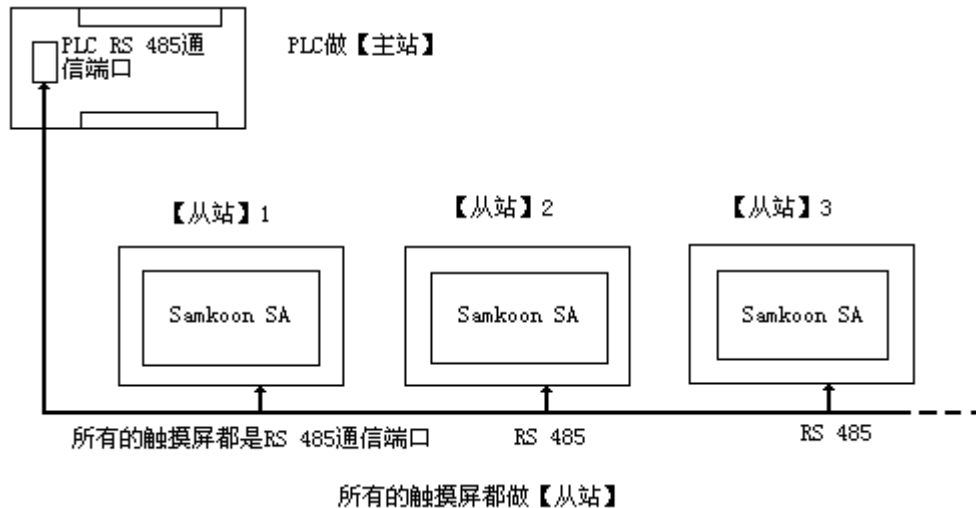 PLC RS 485通
信端口
PLC做【主站】
【从站】1
【从站】2
【从站】3
Samkoon SA
Samkoon SA
Samkoon SA
所有的触摸屏都是RS 485通信端口
RS 485
RS 485
所有的触摸屏都做【从站】